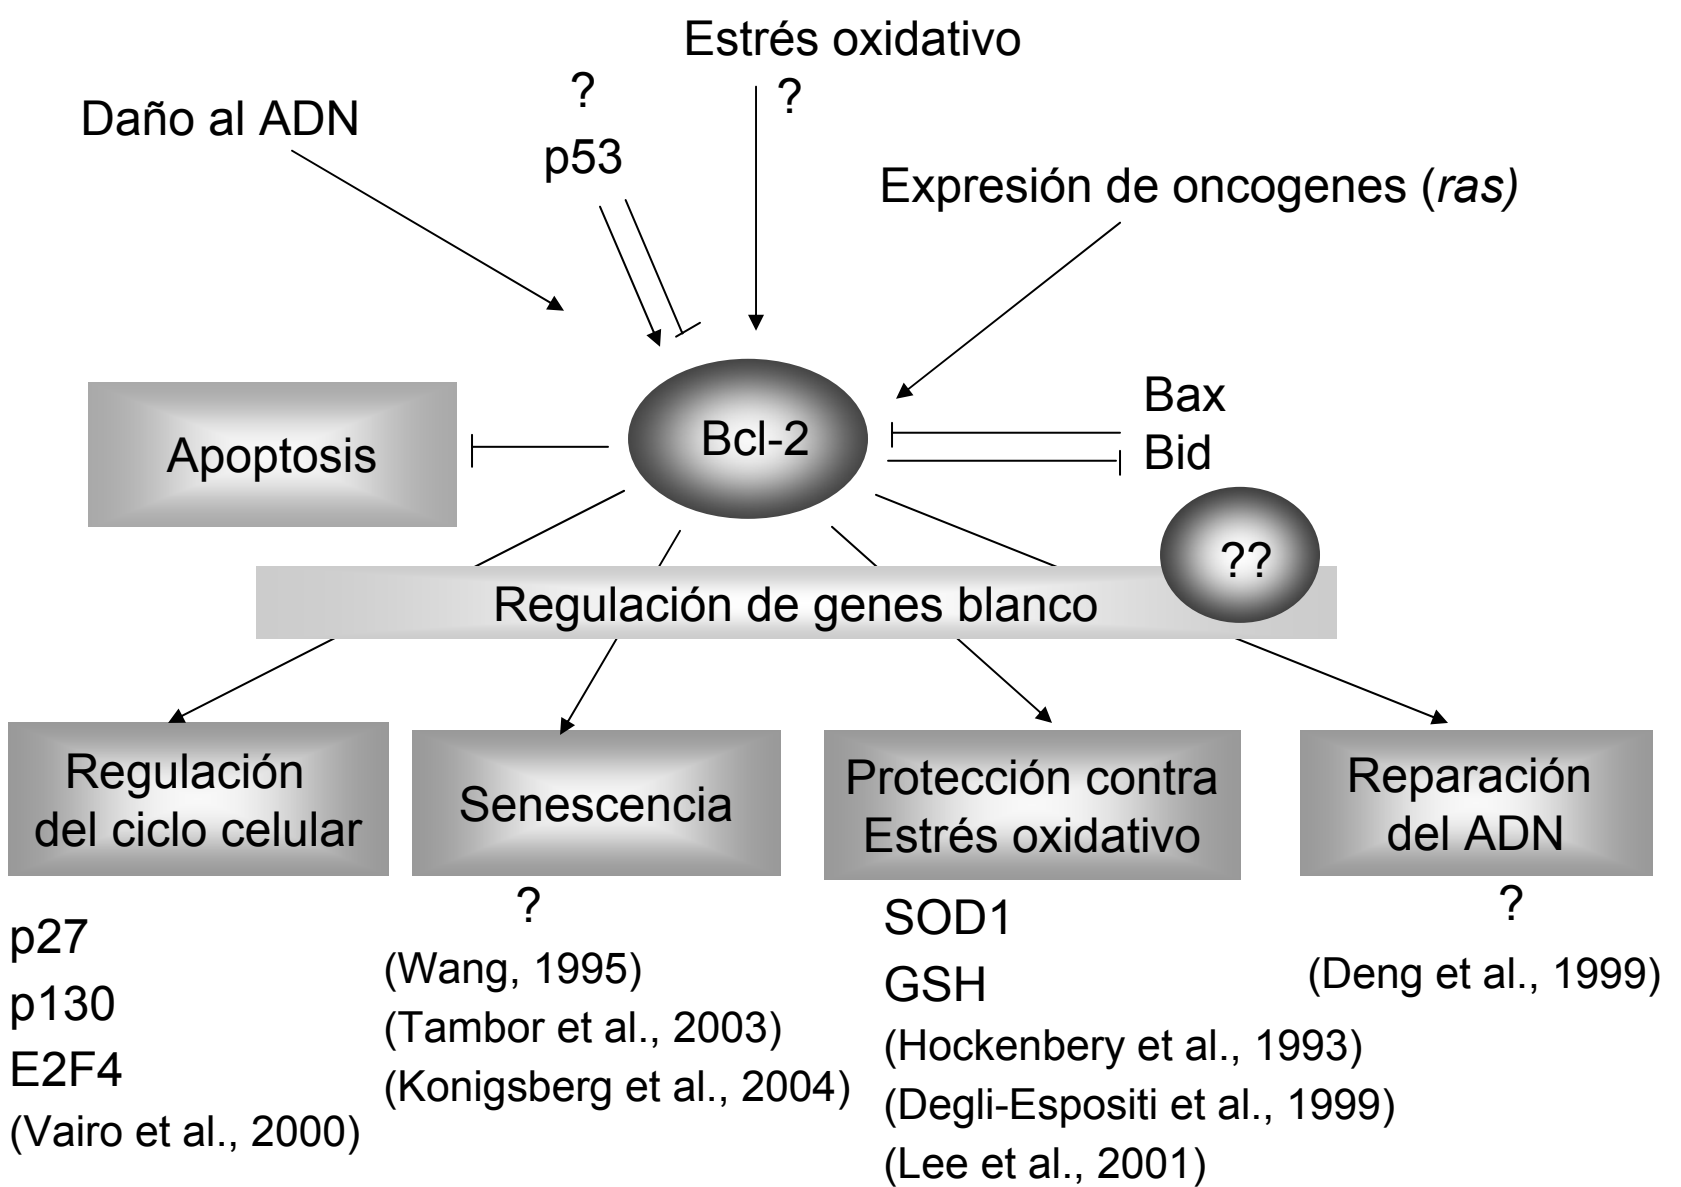 Estrés oxidativo
?
?
Daño al ADN
p53
Expresión de oncogenes (ras)
Bax
Bcl-2
Bid
Apoptosis
??
Regulación de genes blanco
Regulación
del ciclo celular
Senescencia
Protección contra
Estrés oxidativo
Reparación
del ADN
p27
p130
E2F4
(Vairo et al., 2000)
?
(Wang, 1995)
(Tambor et al., 2003)
(Konigsberg et al., 2004)
SOD1
GSH
(Hockenbery et al., 1993)
(Degli-Espositi et al., 1999)
(Lee et al., 2001)
?
(Deng et al., 1999)